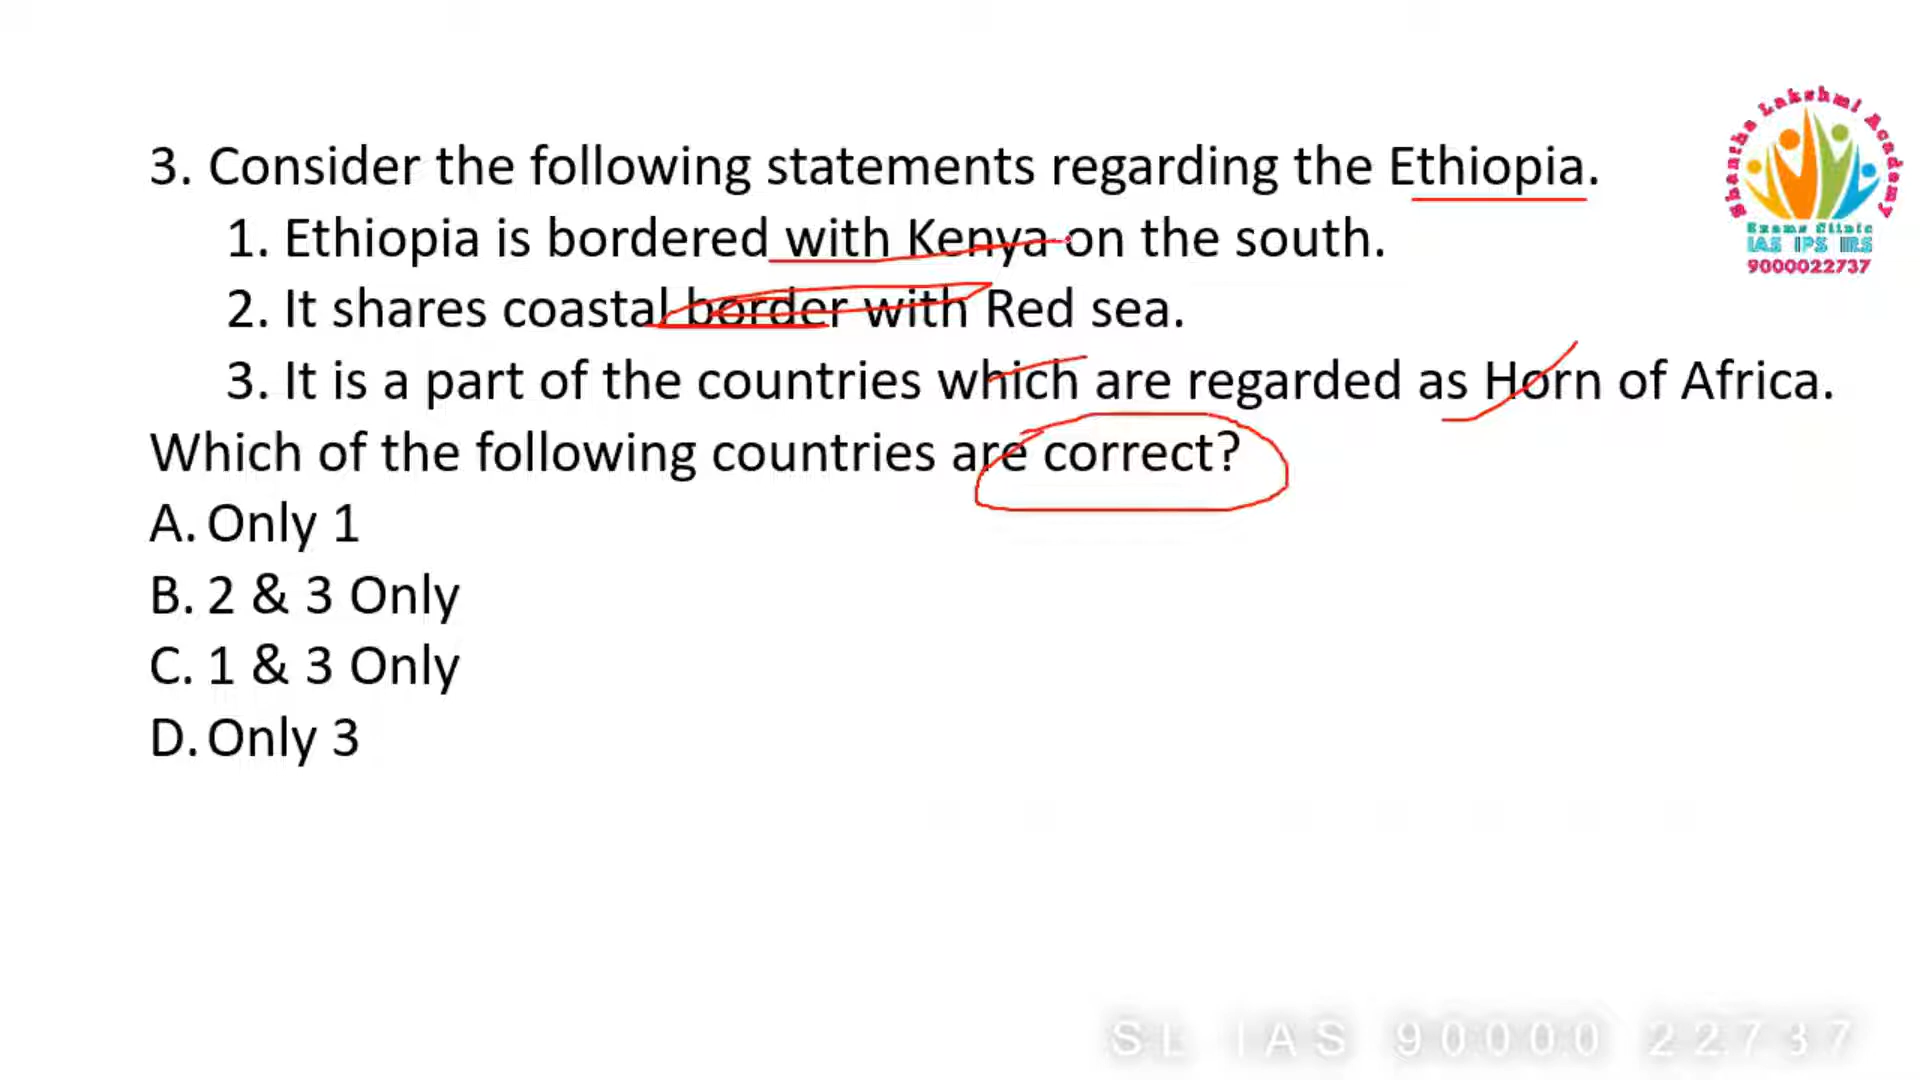 Shantha Lakshmi Academy
Exams Clinic
IAS IPS IRS
9000022737
3. Consider the following statements regarding the Ethiopia.
1. Ethiopia is bordered with Kenya on the south.
2. It shares coastal border with Red sea.
3. It is a part of the countries which are regarded as Horn of Africa.
Which of the following countries are correct?
A. Only 1
B. 2 & 3 Only
C. 1 & 3 Only
D. Only 3
SL IAS 90000 22737